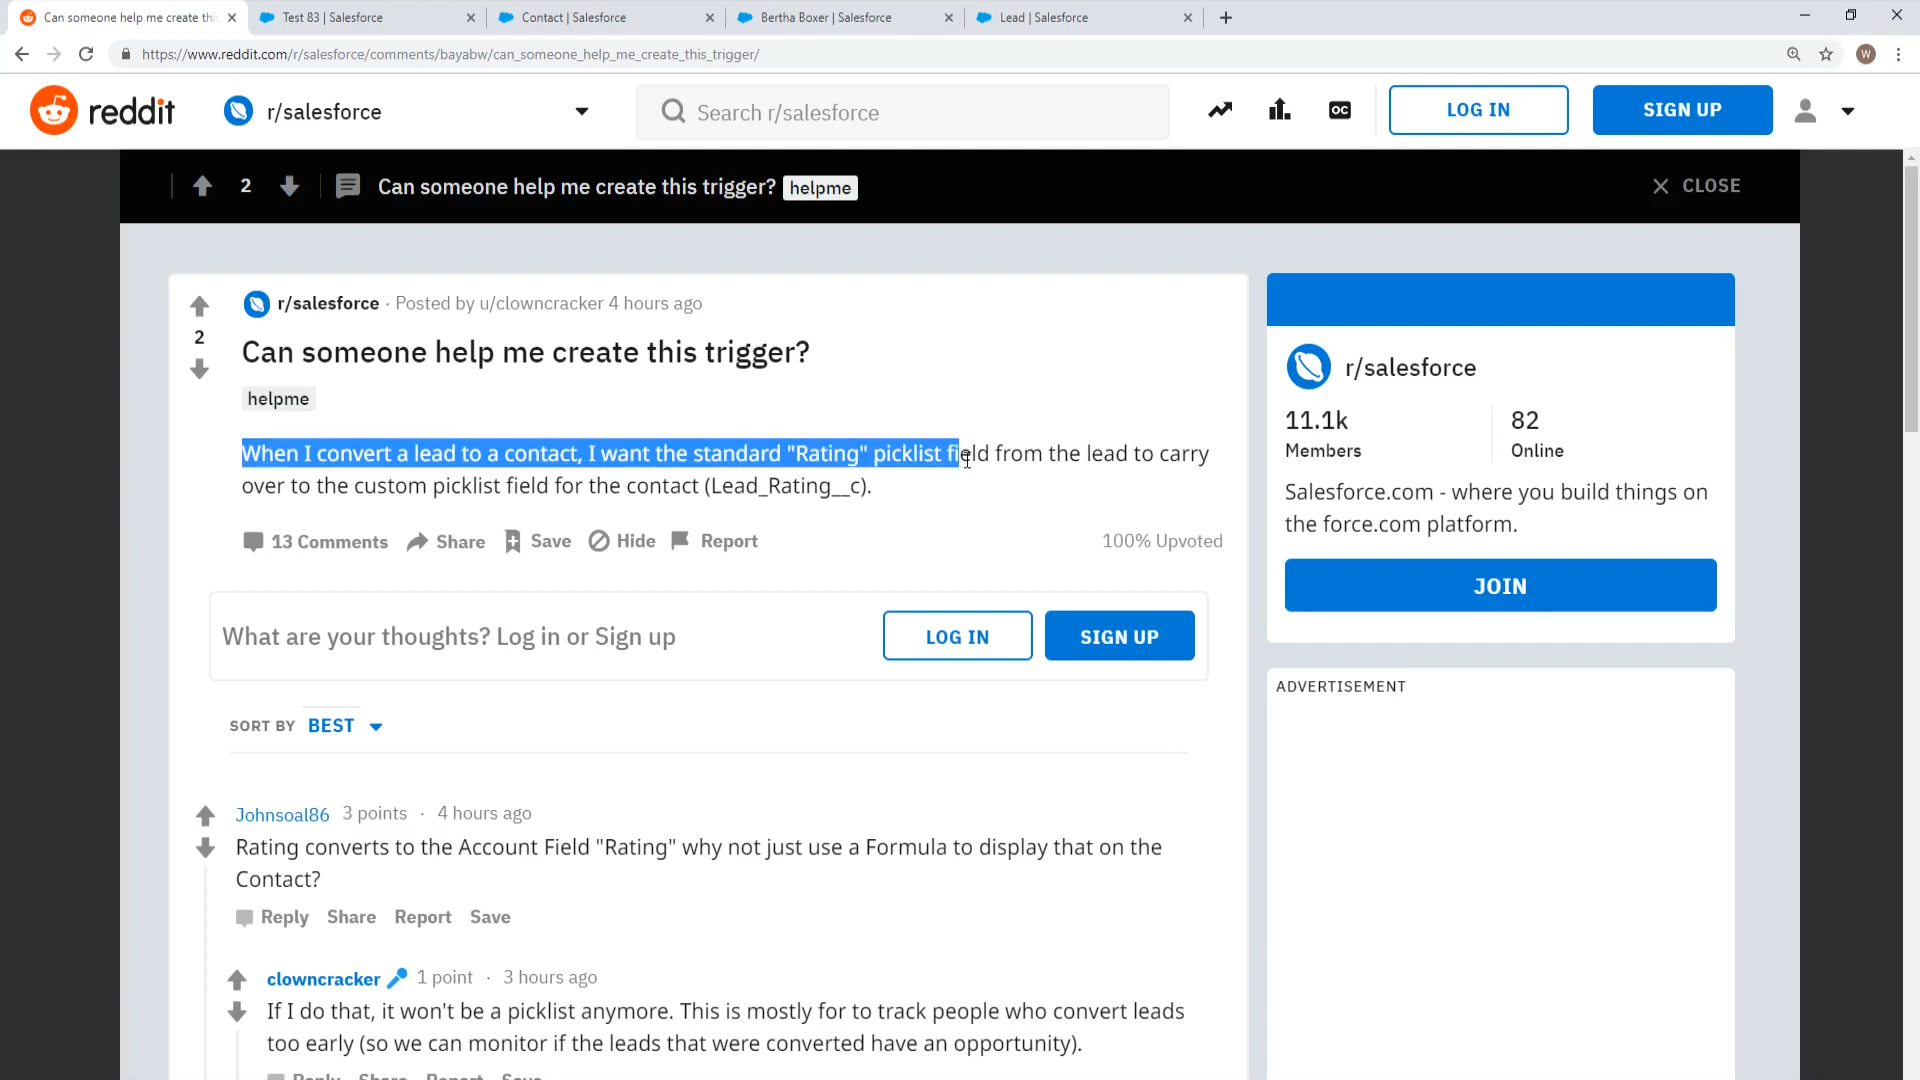 Can someone help me create thi
Test 83 | Salesforce
Contact | Salesforce
Bertha Boxer | Salesforce
Lead | Salesforce
https://www.reddit.com/r/salesforce/comments/bayabw/can_someone_help_me_create_this_trigger/
W
reddit
r/salesforce
Search r/salesforce
OC
LOG IN
SIGN UP
2
Can someone help me create this trigger?
helpme
CLOSE
r/salesforce · Posted by u/clowncracker 4 hours ago
2
Can someone help me create this trigger?
helpme
When I convert a lead to a contact, I want the standard "Rating" picklist field from the lead to carry
over to the custom picklist field for the contact (Lead_Rating__c).
13 Comments Share Save Hide Report
100% Upvoted
What are your thoughts? Log in or Sign up
LOG IN
SIGN UP
SORT BY BEST
Johnsoal86 3 points · 4 hours ago
Rating converts to the Account Field "Rating" why not just use a Formula to display that on the
Contact?
Reply Share Report Save
clowncracker 1 point · 3 hours ago
If I do that, it won't be a picklist anymore. This is mostly for to track people who convert leads
too early (so we can monitor if the leads that were converted have an opportunity).
Reply Share Report Save
r/salesforce
11.1k
Members
82
Online
Salesforce.com - where you build things on
the force.com platform.
JOIN
ADVERTISEMENT